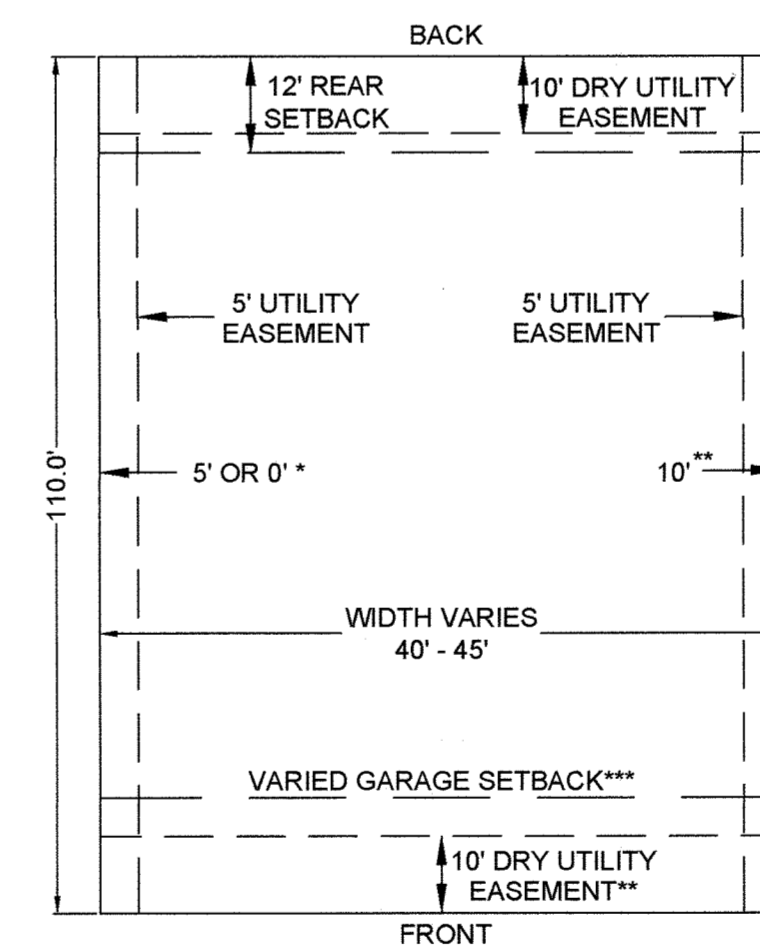 BACK
12' REAR
SETBACK
10' DRY UTILITY
EASEMENT
5' UTILITY
EASEMENT
5' UTILITY
EASEMENT
110.0'
5' OR 0' *
10' **
WIDTH VARIES
40' - 45'
VARIED GARAGE SETBACK***
10' DRY UTILITY
EASEMENT**
FRONT